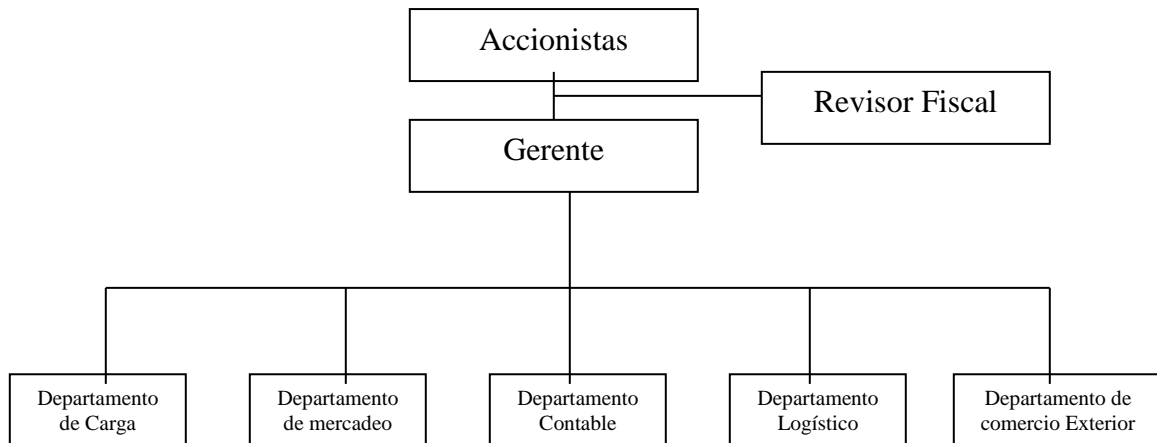 Accionistas
Revisor Fiscal
Gerente
Departamento
de Carga
Departamento
de mercadeo
Departamento
Contable
Departamento
Logístico
Departamento de
comercio Exterior